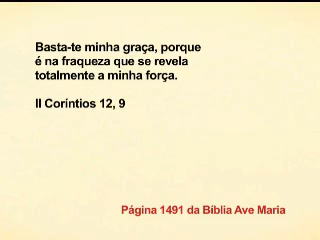 Basta-te minha graça, porque
é na fraqueza que se revela
totalmente a minha força.
II Coríntios 12, 9
Página 1491 da Bíblia Ave Maria